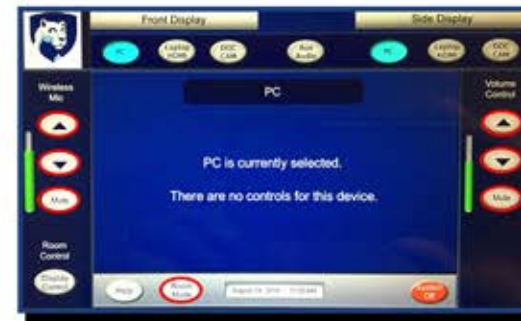 Front Display
Side Display
PC
Laptop
HDMI
DOC
CAM
Aux
Audio
PC
Laptop
HDMI
DOC
CAM
Wireless
Mic
PC
Volume
Control
PC is currently selected.
There are no controls for this device.
Mute
Mute
Room
Control
Display
Control
Help
Room
Mode
System
Off